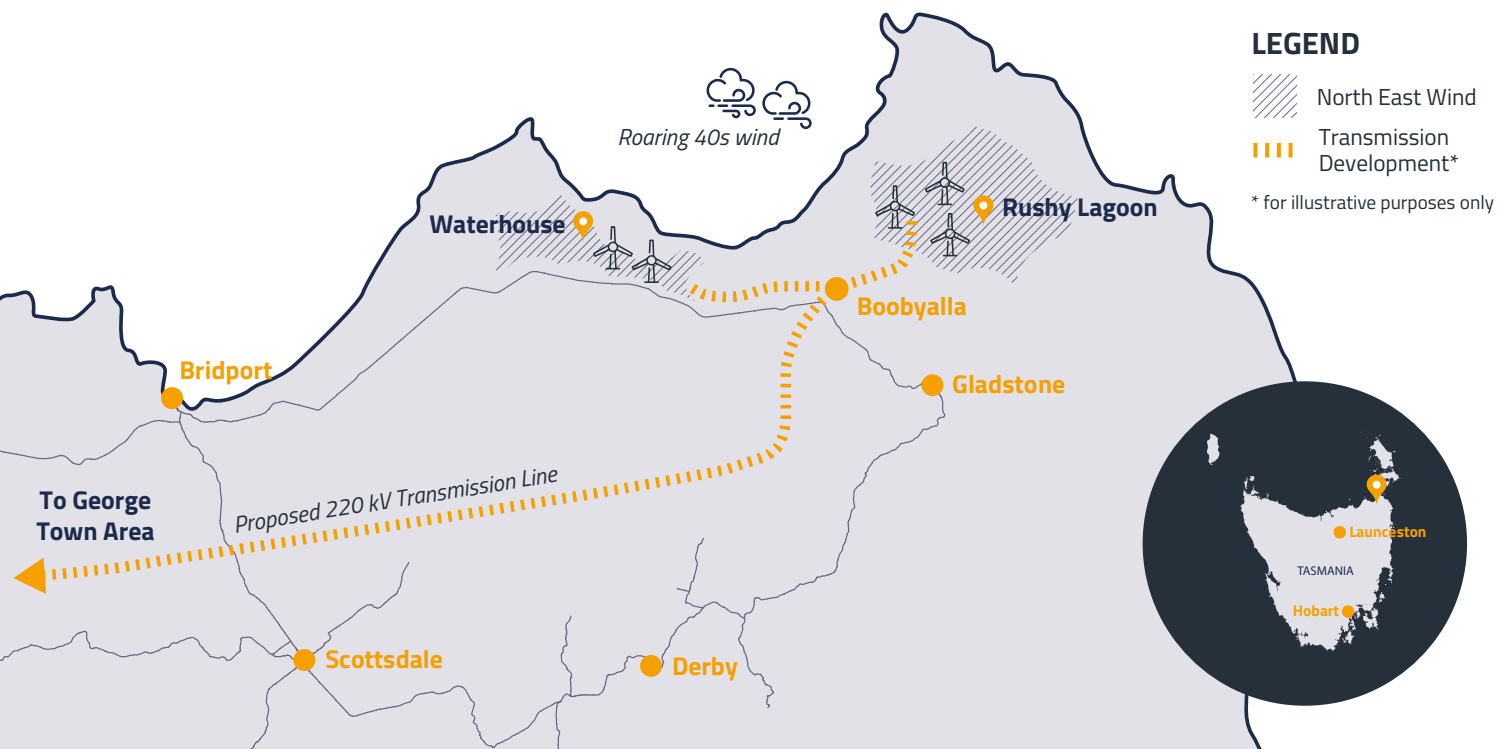 LEGEND
North East Wind
Transmission
Development*
* for illustrative purposes only
Roaring 40s wind
Waterhouse
Rushy Lagoon
Boobyalla
Bridport
Gladstone
Proposed 220 kV Transmission Line
To George
Town Area
Scottsdale
Derby
Launceston
TASMANIA
Hobart